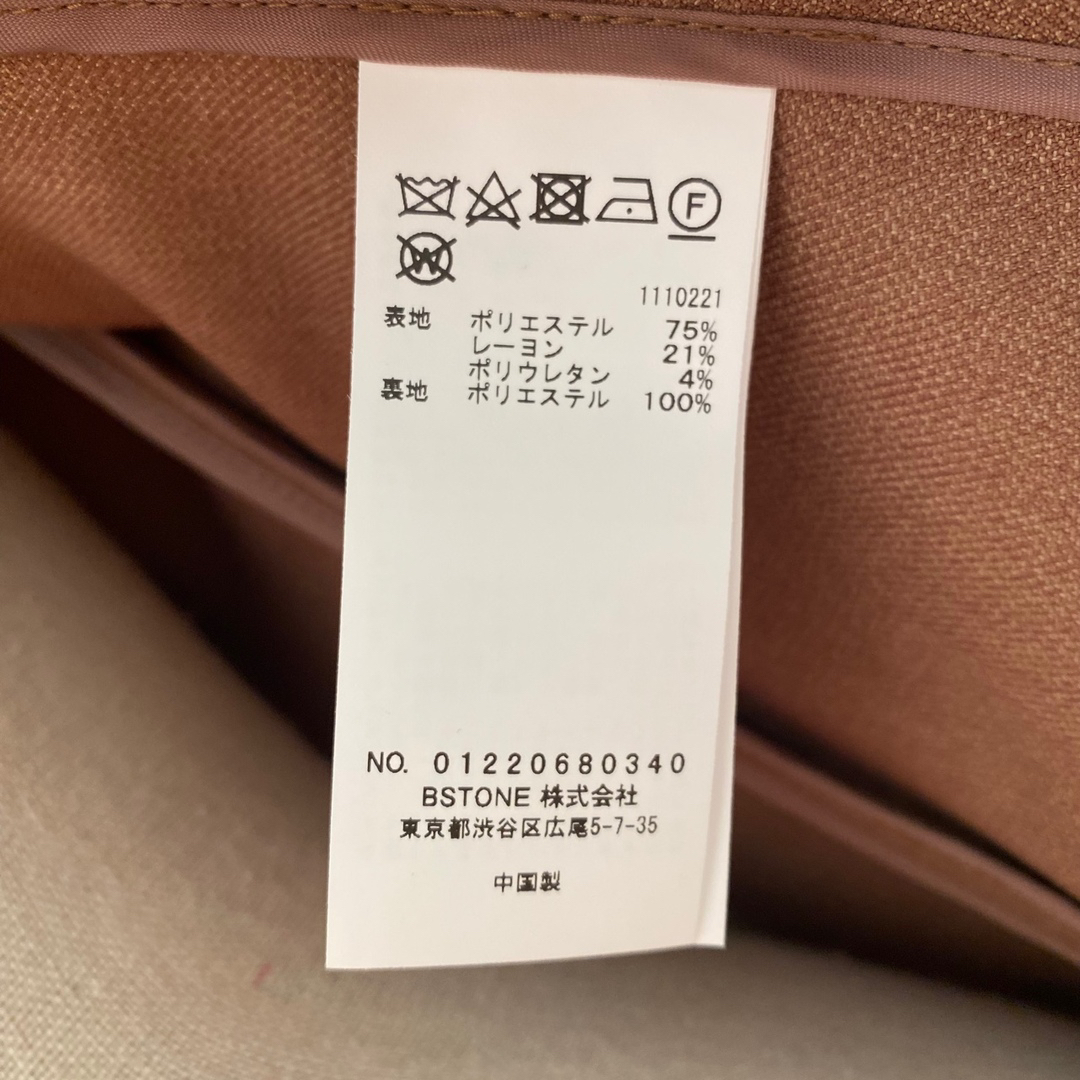 F
W
1110221
表地 ポリエステル 75%
レーヨン 21%
ポリウレタン 4%
裏地 ポリエステル 100%
NO. 01220680340
BSTONE 株式会社
東京都渋谷区広尾5-7-35
中国製